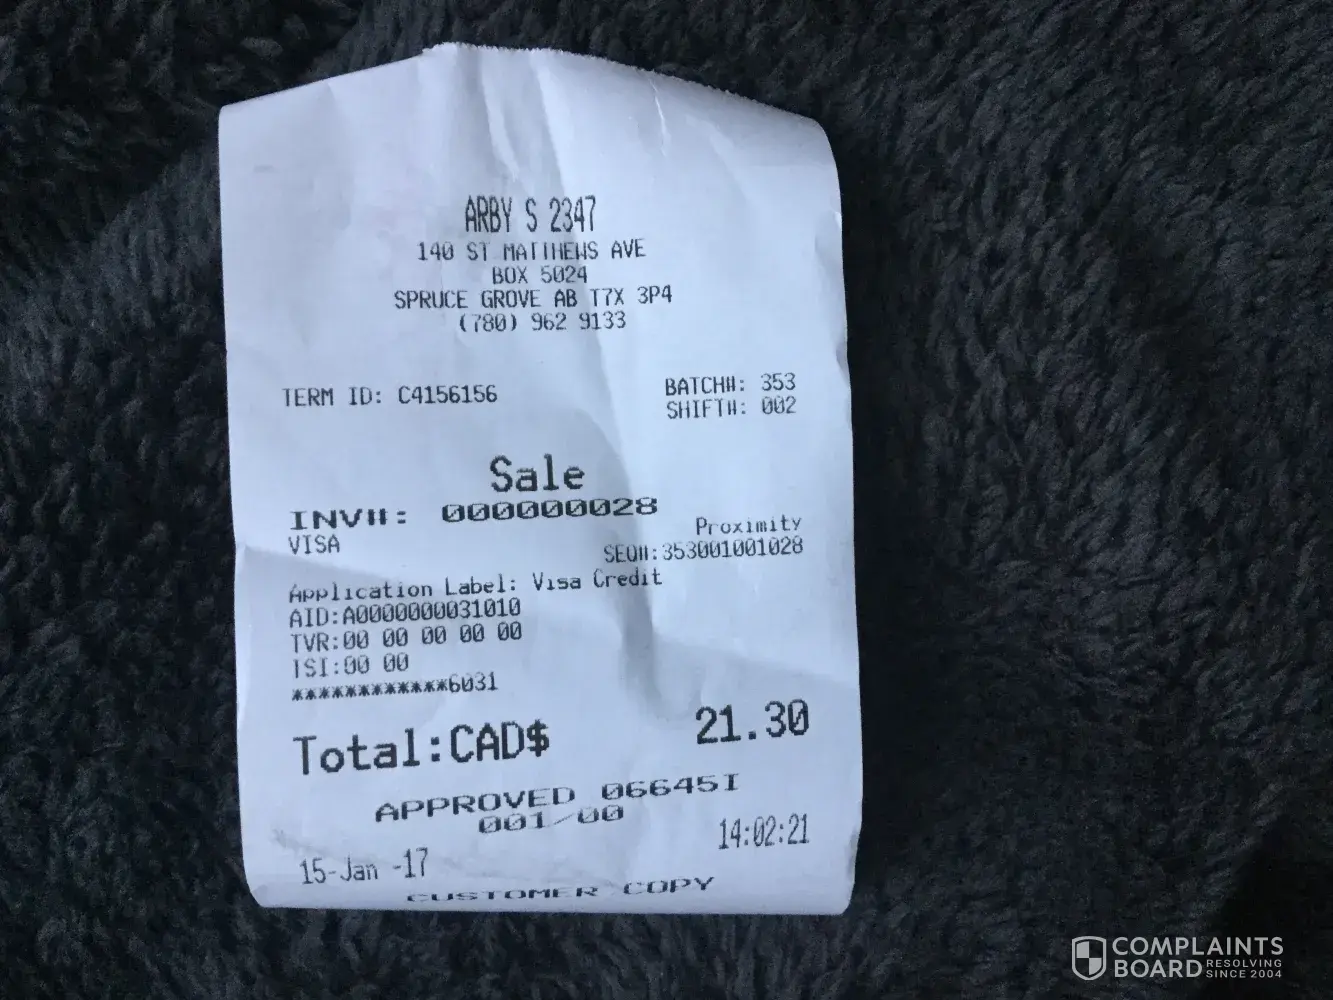 ARBY S 2347
140 ST MATTHEWS AVE
BOX 5024
SPRUCE GROVE AB T7X 3P4
(780) 962 9133
TERM ID: C4156156
BATCH#: 353
SHIFT#: 002
Sale
INV#: 000000028
Proximity
VISA
SEQ#:353001001028
Application Label: Visa Credit
AID:A0000000031010
TVR:00 00 00 00 00
TSI:00 00
************6031
Total:CAD$ 21.30
APPROVED 06645I
001/00
14:02:21
15-Jan -17
CUSTOMER COPY
COMPLAINTS
BOARD RESOLVING
SINCE 2004